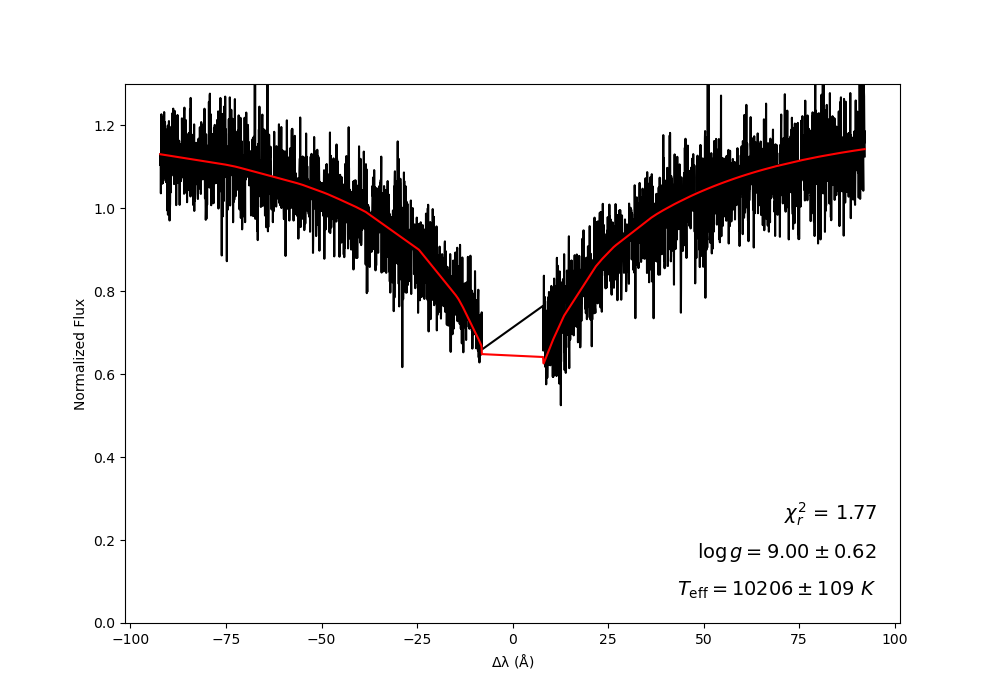 1.2
1.0
0.8
0.6
0.4
0.2
0.0
Normalized Flux
χ²ᵣ = 1.77
log g = 9.00 ± 0.62
T_eff = 10206 ± 109 K
−100 −75 −50 −25 0 25 50 75 100
Δλ (Å)